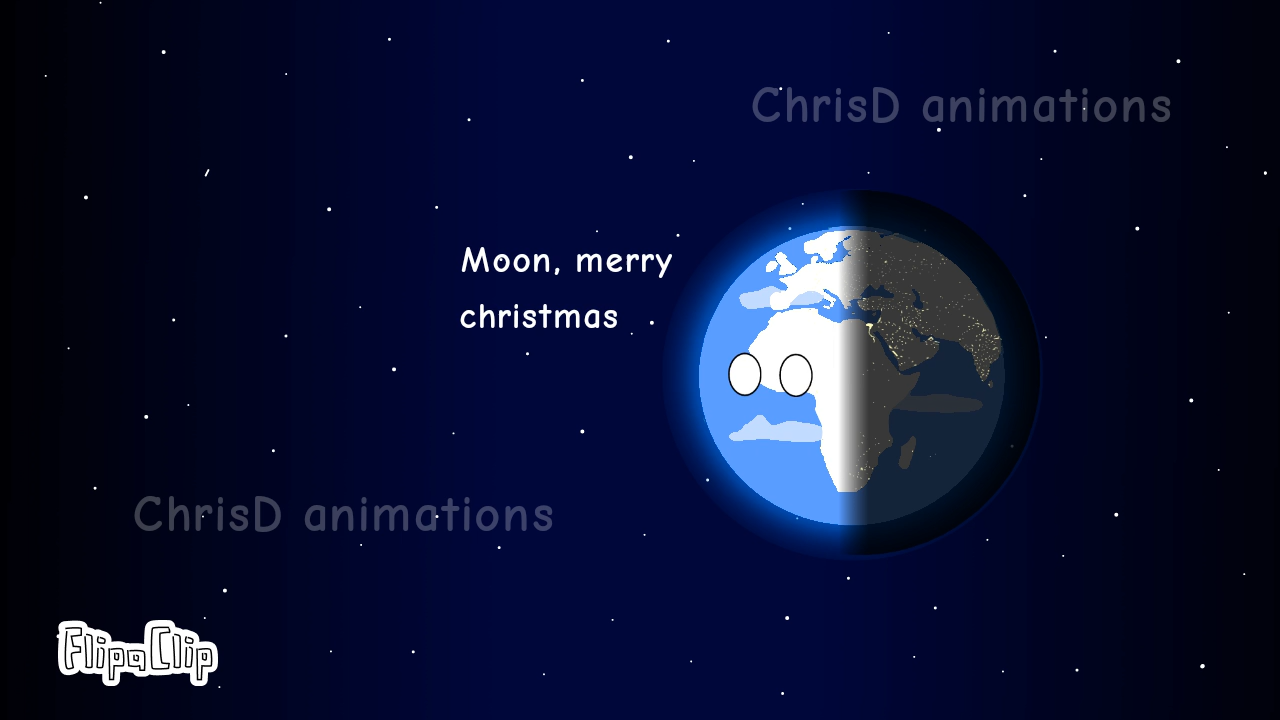 ChrisD animations
Moon, merry
christmas
ChrisD animations
FlipaClip